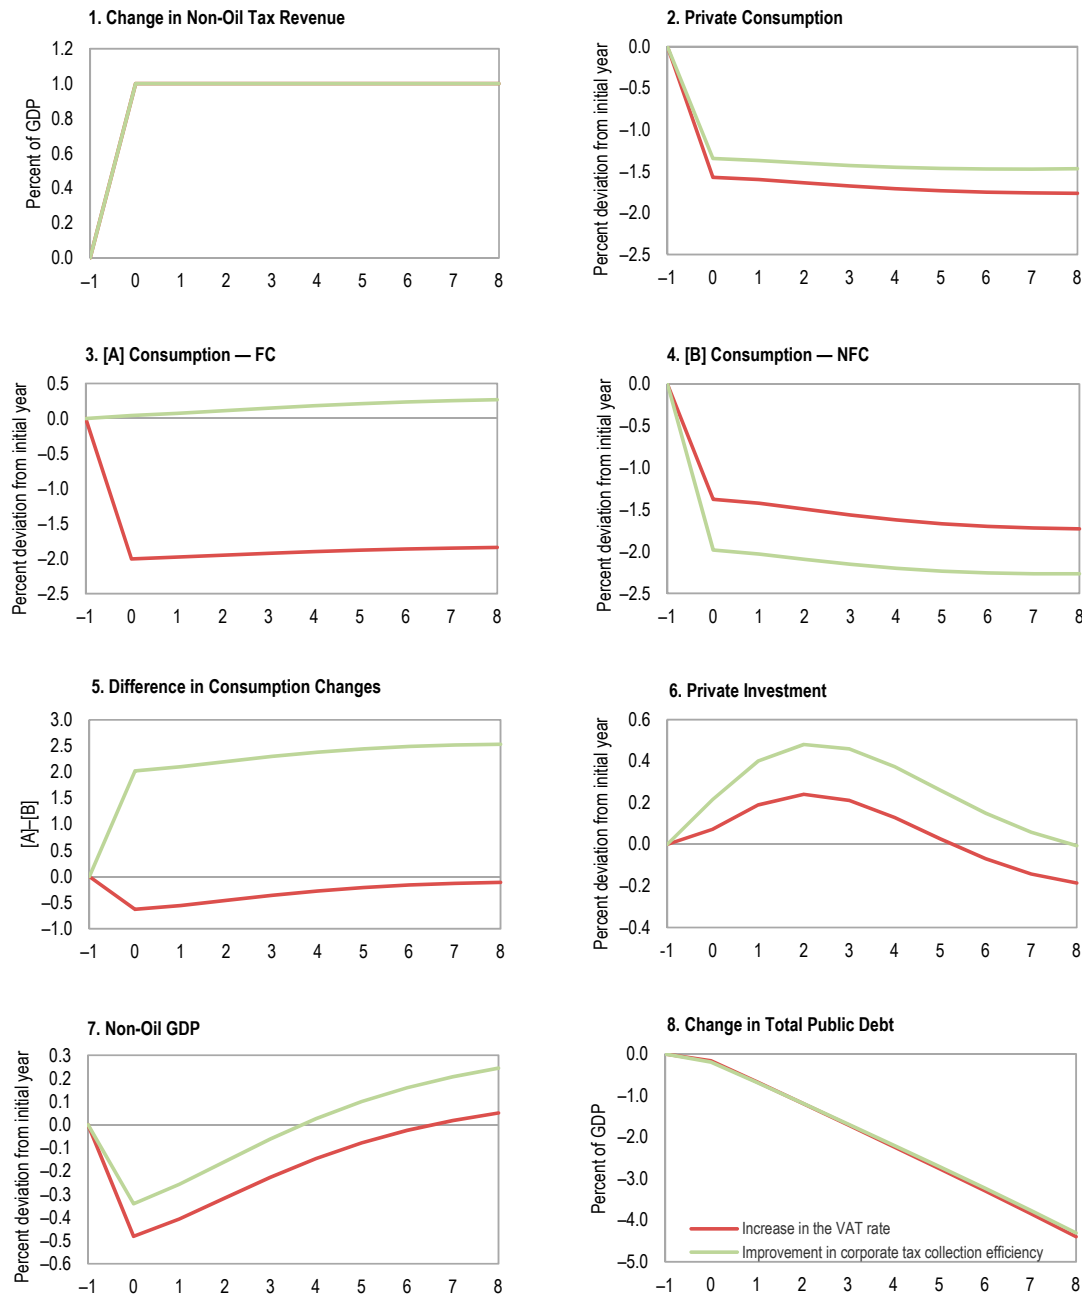 1. Change in Non-Oil Tax Revenue
Percent of GDP
1.2
1.0
0.8
0.6
0.4
0.2
0.0
–1 0 1 2 3 4 5 6 7 8
2. Private Consumption
Percent deviation from initial year
0.0
–0.5
–1.0
–1.5
–2.0
–2.5
–1 0 1 2 3 4 5 6 7 8
3. [A] Consumption — FC
Percent deviation from initial year
0.5
0.0
–0.5
–1.0
–1.5
–2.0
–2.5
–1 0 1 2 3 4 5 6 7 8
4. [B] Consumption — NFC
Percent deviation from initial year
0.0
–0.5
–1.0
–1.5
–2.0
–2.5
–1 0 1 2 3 4 5 6 7 8
5. Difference in Consumption Changes
[A]–[B]
3.0
2.5
2.0
1.5
1.0
0.5
0.0
–0.5
–1.0
–1 0 1 2 3 4 5 6 7 8
6. Private Investment
Percent deviation from initial year
0.6
0.4
0.2
0.0
–0.2
–0.4
-1 0 1 2 3 4 5 6 7 8
7. Non-Oil GDP
Percent deviation from initial year
0.3
0.2
0.1
0.0
–0.1
–0.2
–0.3
–0.4
–0.5
–0.6
–1 0 1 2 3 4 5 6 7 8
8. Change in Total Public Debt
Percent of GDP
0.0
–1.0
–2.0
–3.0
–4.0
–5.0
Increase in the VAT rate
Improvement in corporate tax collection efficiency
–1 0 1 2 3 4 5 6 7 8